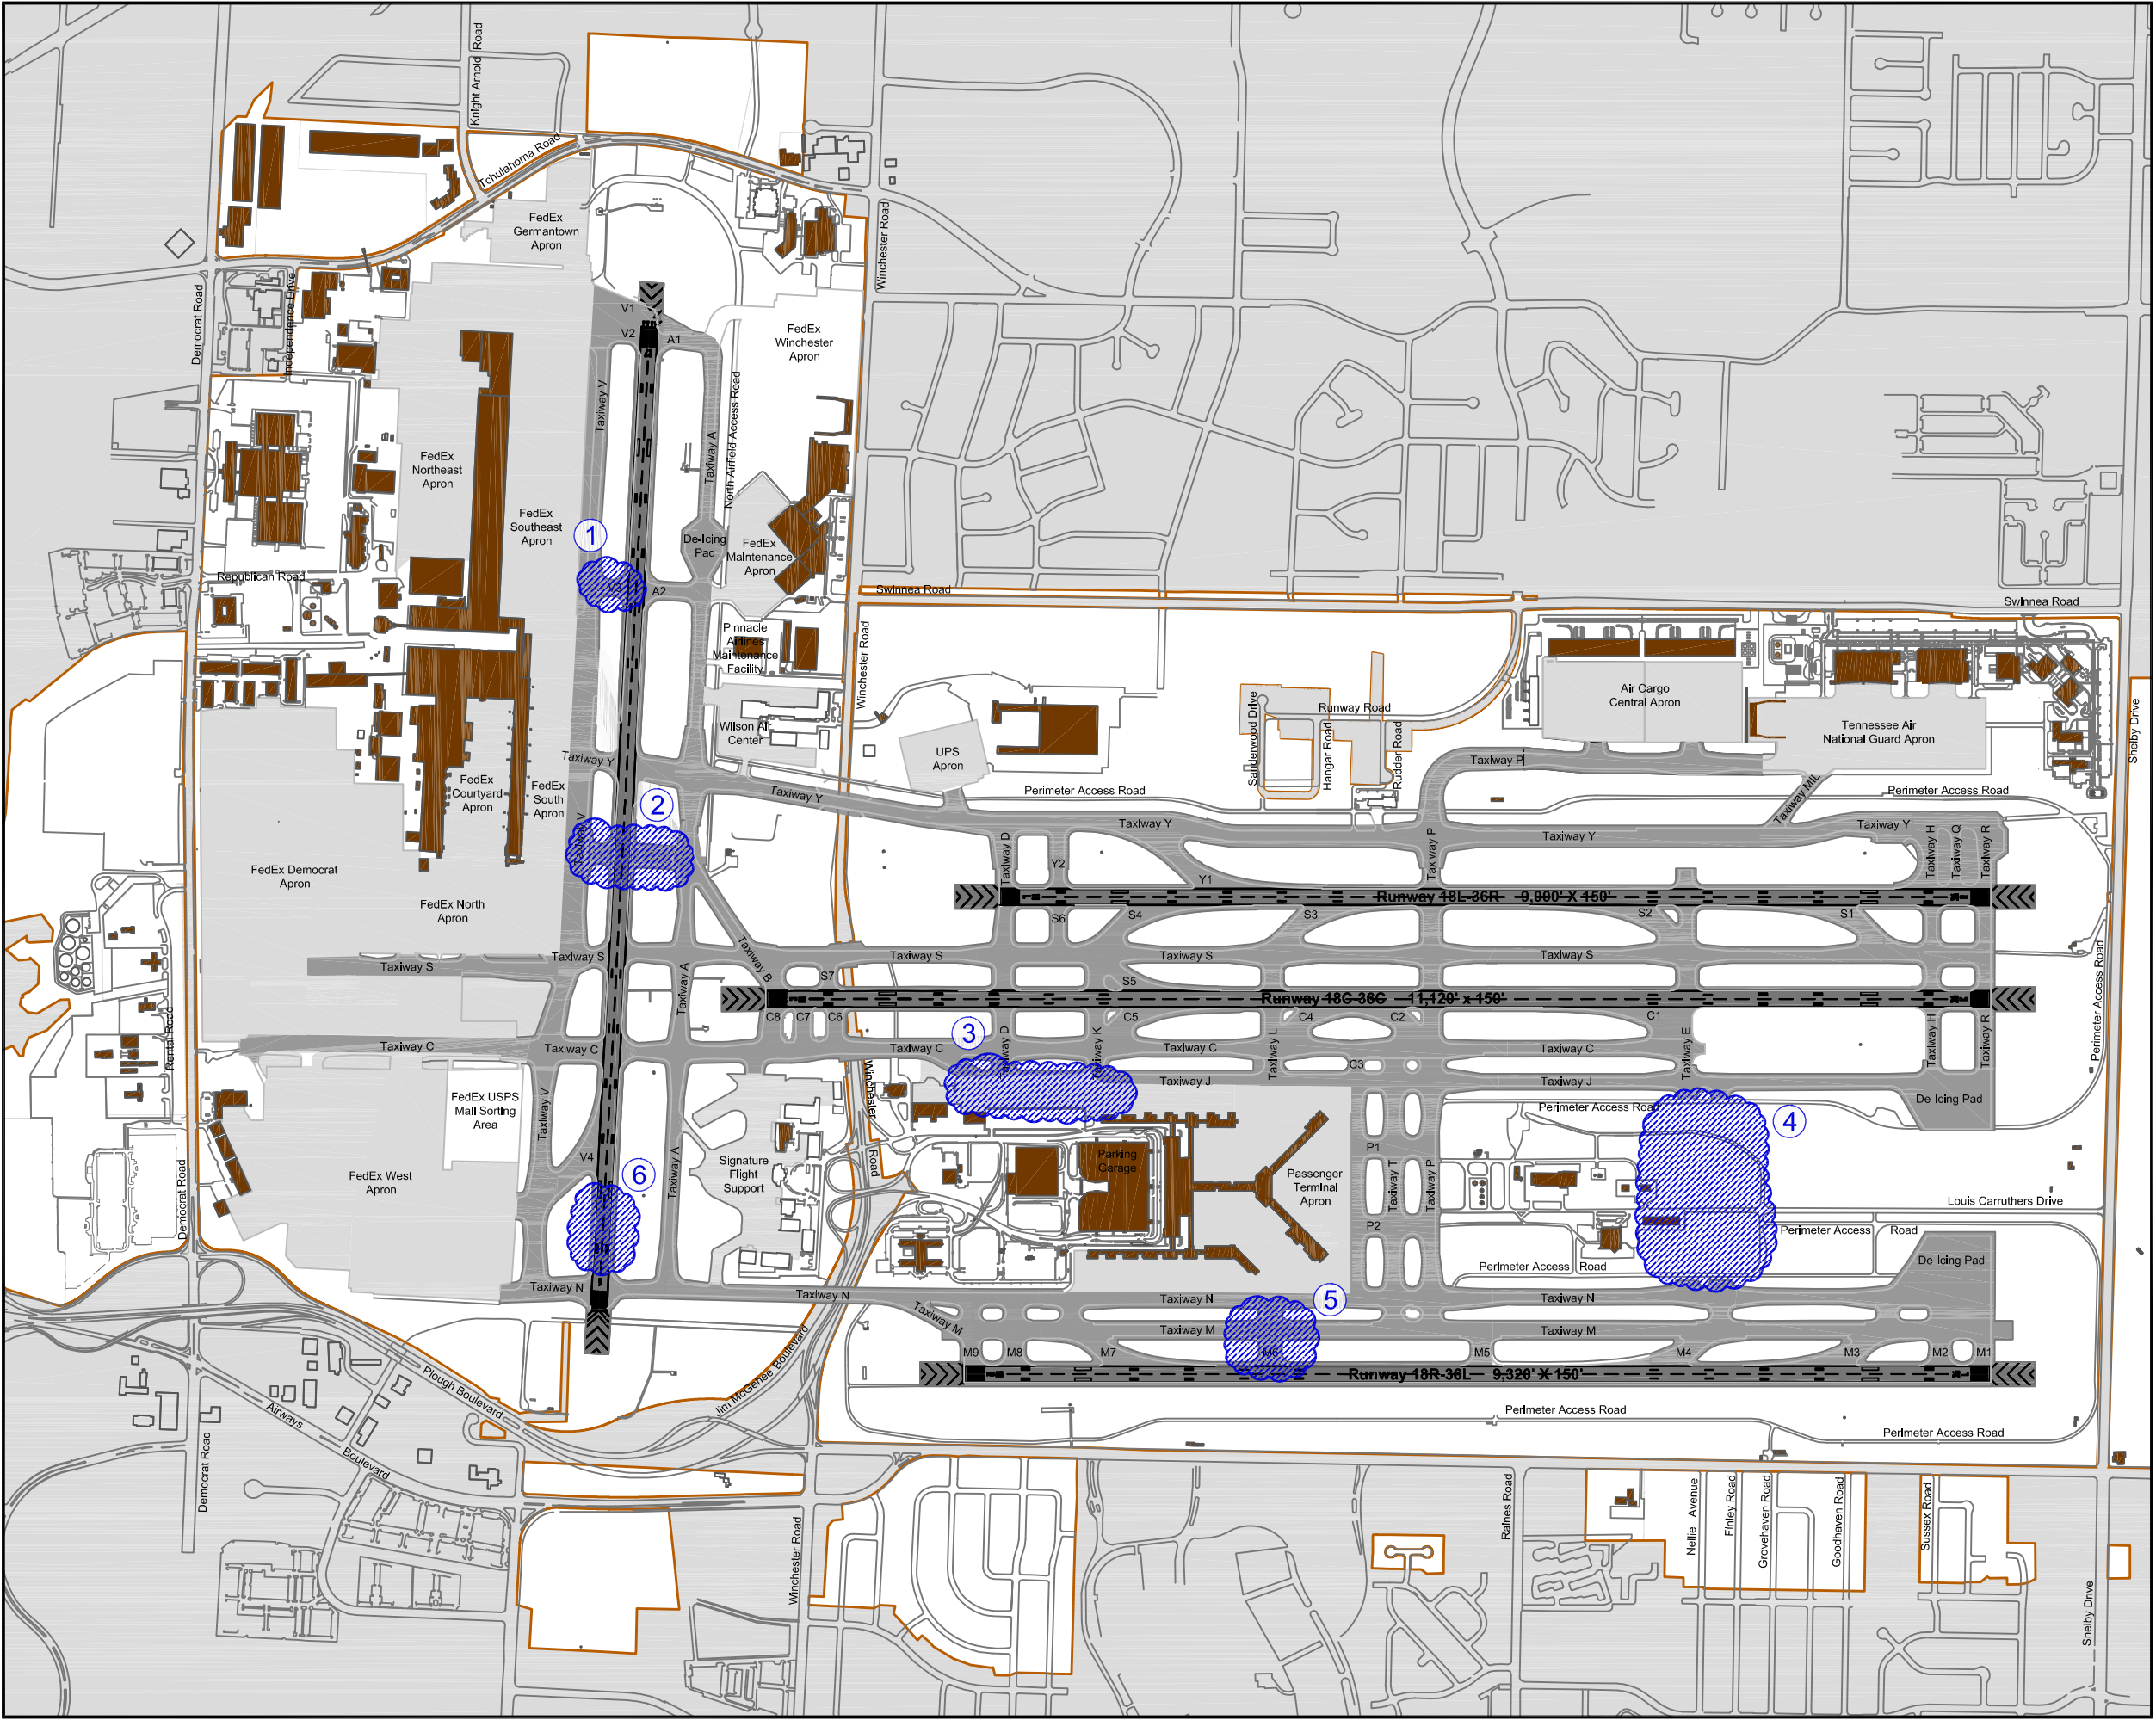 Knight Arnold Road
Tchulahoma Road
FedEx
Germantown
Apron
Winchester Road
Democrat Road
Independence Drive
V1
V2
A1
FedEx
Winchester
Apron
Taxiway V
Taxiway A
North Airfield Access Road
FedEx
Northeast
Apron
FedEx
Southeast
Apron
1
De-Icing
Pad
FedEx
Maintenance
Apron
Republican Road
A2
Swinnea Road
Swinnea Road
Pinnacle
Airlines
Maintenance
Facility
Winchester Road
Wilson Air
Center
UPS
Apron
Sanderwood Drive
Runway Road
Hangar Road
Rudder Road
Air Cargo
Central Apron
Tennessee Air
National Guard Apron
Shelby Drive
Taxiway Y
FedEx
Courtyard
Apron
FedEx
South
Apron
2
Taxiway V
Taxiway Y
Perimeter Access Road
Taxiway P
Taxiway MIL
Perimeter Access Road
Taxiway Y
Taxiway Y
Taxiway Y
Taxiway D
Y2
Y1
Taxiway P
Taxiway H
Taxiway Q
Taxiway R
FedEx Democrat
Apron
FedEx North
Apron
Runway 18L-36R 9,000' X 150'
S6
S4
S3
S2
S1
Taxiway S
Taxiway S
Taxiway A
Taxiway B
S7
Taxiway S
Taxiway S
S5
Taxiway S
Perimeter Access Road
Runway 18C-36C 11,120' x 150'
C8
C7
C6
C5
C4
C2
C1
Rental Road
Taxiway C
Taxiway C
Taxiway C
3
Taxiway D
Taxiway K
Taxiway C
Taxiway L
C3
Taxiway C
Taxiway E
Taxiway H
Taxiway R
Taxiway J
Taxiway J
Winchester
Road
FedEx USPS
Mail Sorting
Area
Taxiway V
Perimeter Access Road
4
De-Icing Pad
FedEx West
Apron
V4
6
Taxiway A
Signature
Flight
Support
Parking
Garage
Passenger
Terminal
Apron
P1
Taxiway T
Taxiway P
P2
Louis Carruthers Drive
Perimeter Access Road
Perimeter Access Road
De-Icing Pad
Democrat Road
Taxiway N
Taxiway N
Taxiway N
5
Taxiway N
Taxiway M
Taxiway M
Taxiway M
M9
M8
M7
M6
M5
M4
M3
M2
M1
Runway 18R-36L 9,320' X 150'
Plough Boulevard
Jim McGehee Boulevard
Airways
Boulevard
Democrat Road
Perimeter Access Road
Perimeter Access Road
Winchester Road
Raines Road
Nellie Avenue
Finley Road
Grovehaven Road
Goodhaven Road
Sussex Road
Shelby Drive